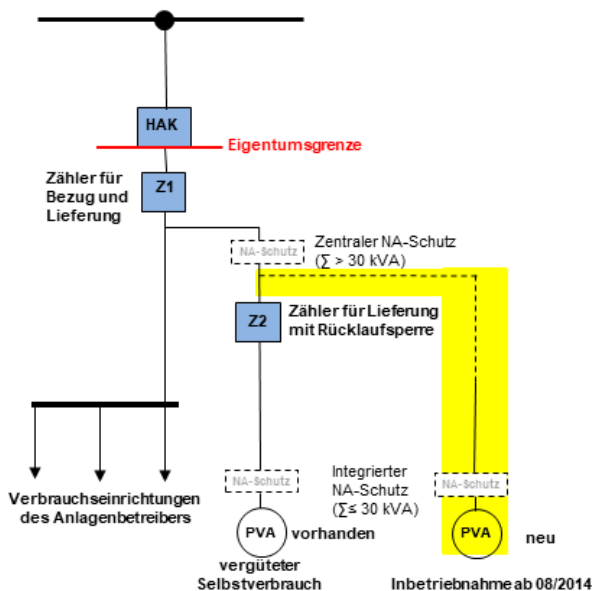 HAK
Eigentumsgrenze
Zähler für
Bezug und
Lieferung
Z1
NA-Schutz
Zentraler NA-Schutz
(∑ > 30 kVA)
Z2
Zähler für Lieferung
mit Rücklaufsperre
NA-Schutz
Integrierter
NA-Schutz
(∑≤ 30 kVA)
NA-Schutz
Verbrauchseinrichtungen
des Anlagenbetreibers
PVA
vorhanden
PVA
neu
vergüteter
Selbstverbrauch
Inbetriebnahme ab 08/2014